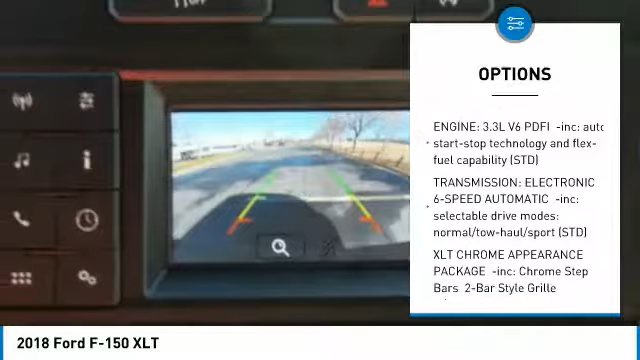 OPTIONS
ENGINE: 3.3L V6 PDFI -inc: auto
start-stop technology and flex-
fuel capability (STD)
TRANSMISSION: ELECTRONIC
6-SPEED AUTOMATIC -inc:
selectable drive modes:
normal/tow-haul/sport (STD)
XLT CHROME APPEARANCE
PACKAGE -inc: Chrome Step
Bars 2-Bar Style Grille
2018 Ford F-150 XLT